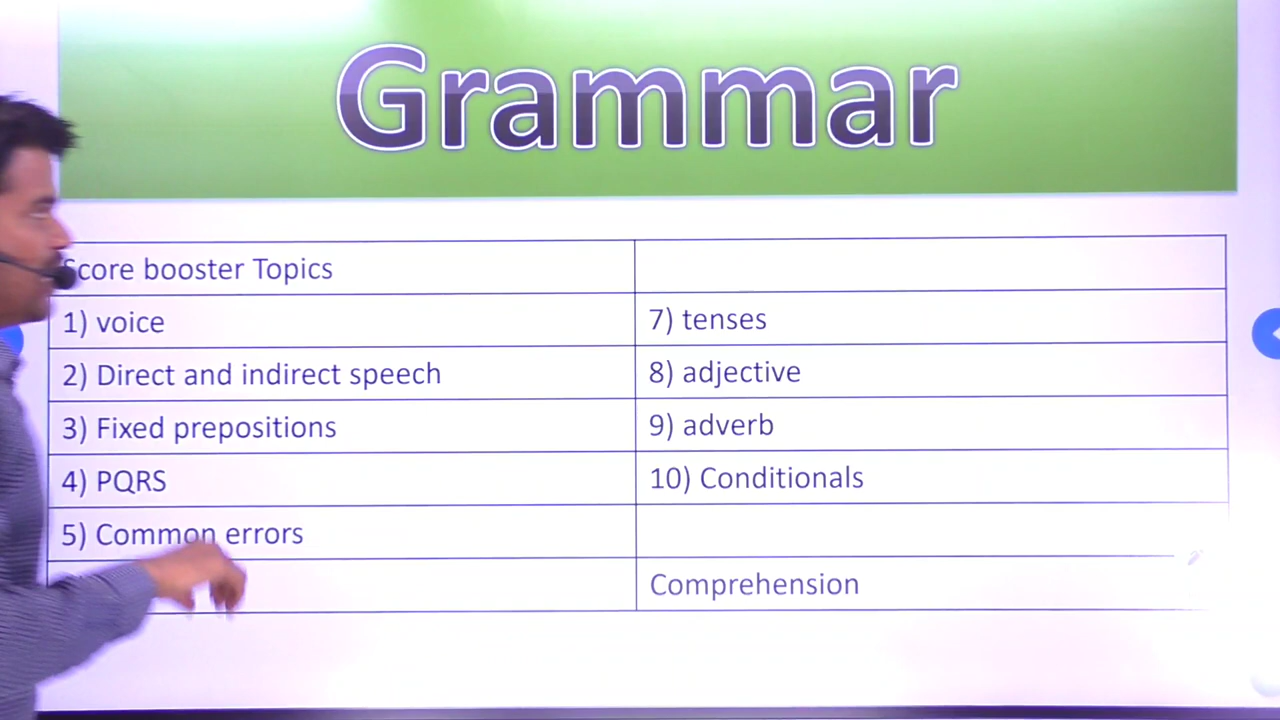 Grammar
Score booster Topics
1) voice
7) tenses
2) Direct and indirect speech
8) adjective
3) Fixed prepositions
9) adverb
4) PQRS
10) Conditionals
5) Common errors
Comprehension